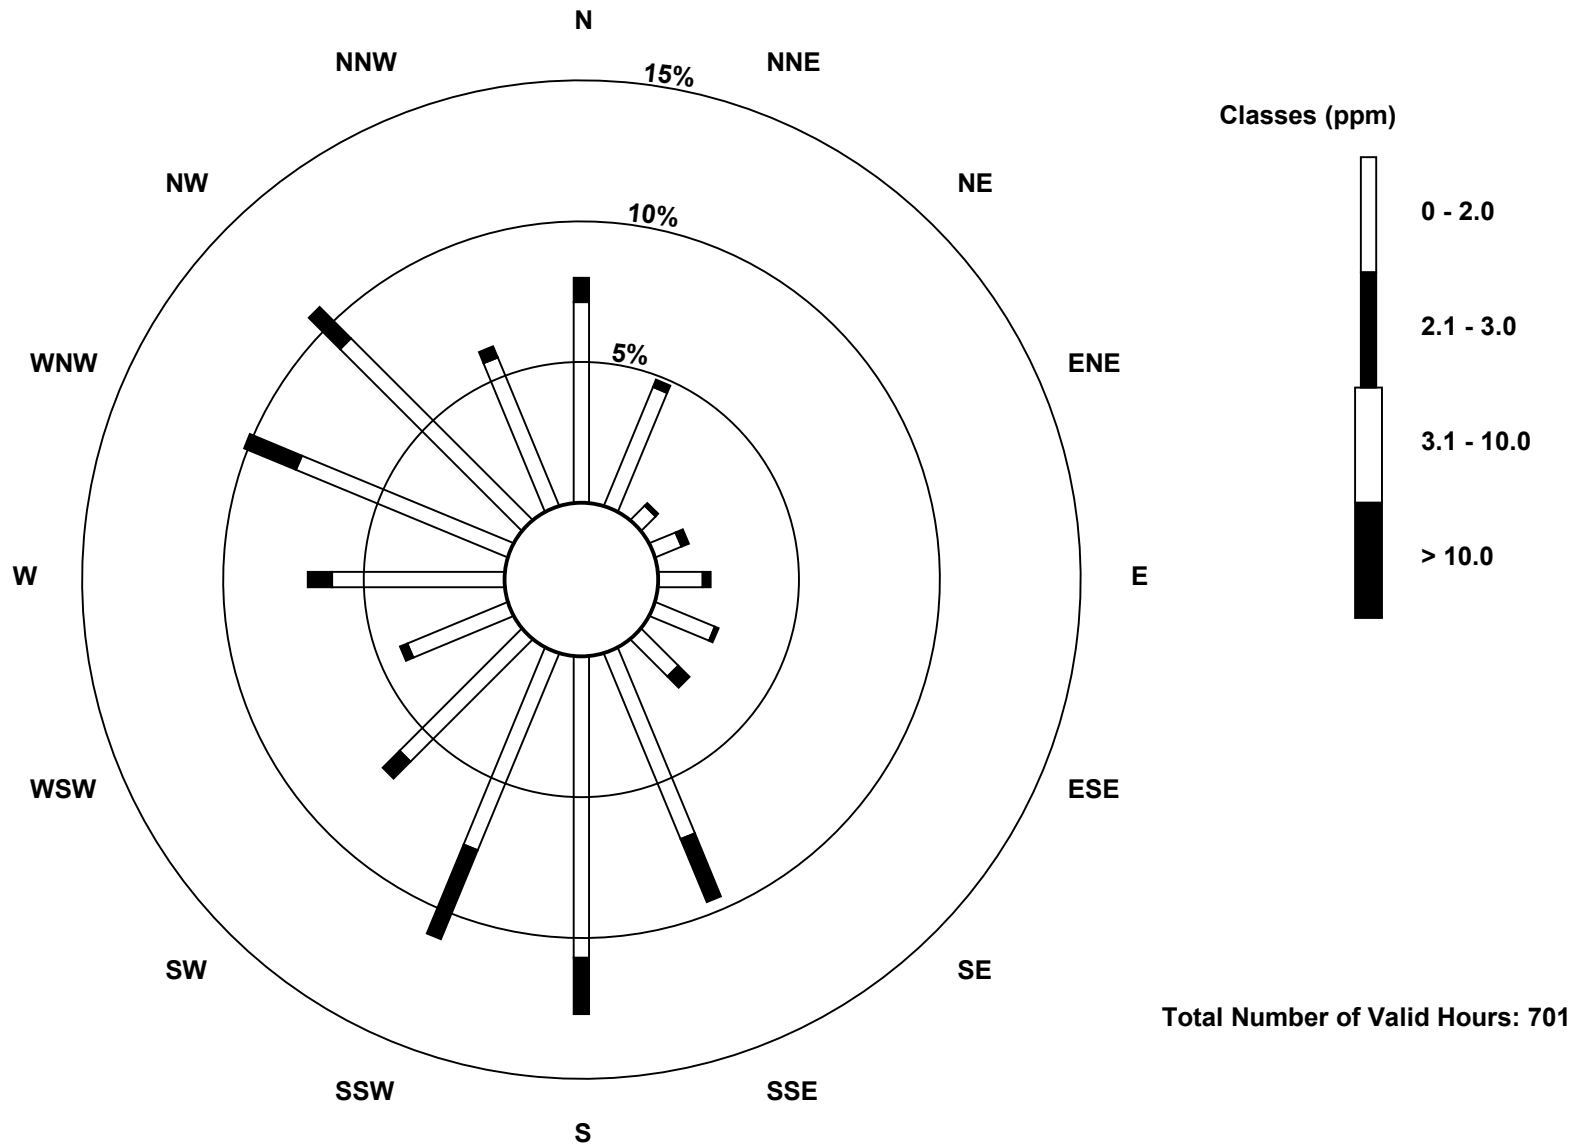 N
NNW
NNE
15%
Classes (ppm)
NW
NE
10%
0 - 2.0
2.1 - 3.0
5%
WNW
ENE
3.1 - 10.0
> 10.0
W
E
WSW
ESE
SW
SE
Total Number of Valid Hours: 701
SSW
SSE
S